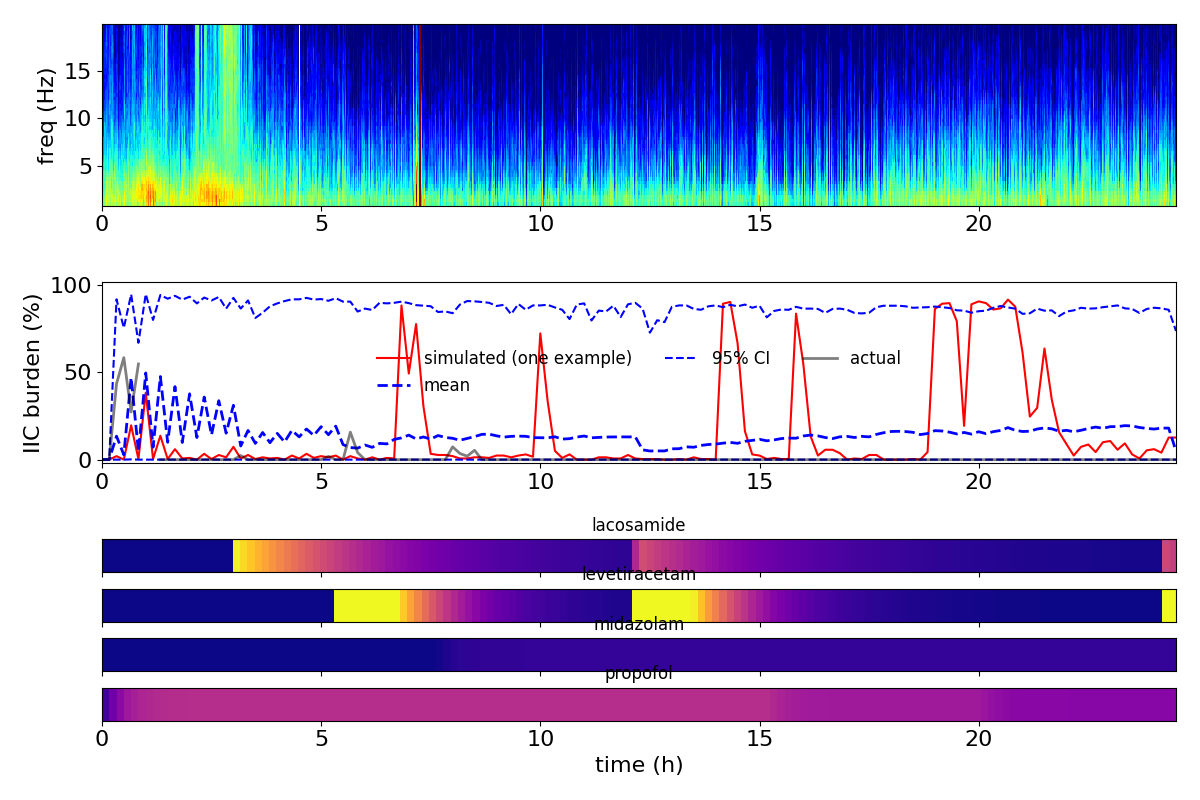 freq (Hz)
15
10
5
0 5 10 15 20
IIC burden (%)
100
50
0
simulated (one example) 95% CI actual
mean
0 5 10 15 20
lacosamide
levetiracetam
midazolam
propofol
0 5 10 15 20
time (h)